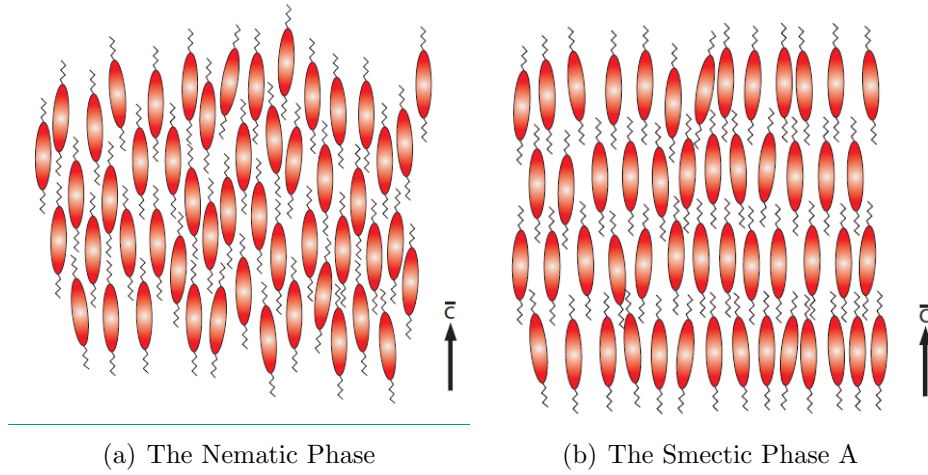 c̄
c̄
(a) The Nematic Phase
(b) The Smectic Phase A